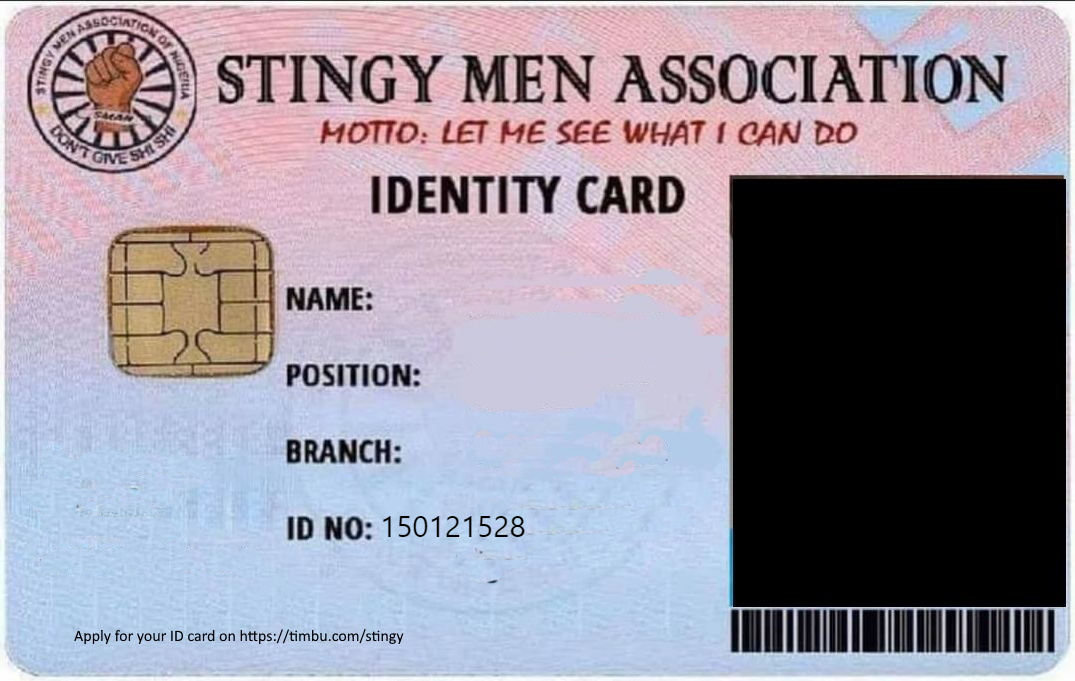 STINGY MEN ASSOCIATION OF NIGERIA
SMAN
DON'T GIVE SHI SHI
STINGY MEN ASSOCIATION
MOTTO: LET ME SEE WHAT I CAN DO
IDENTITY CARD
NAME:
POSITION:
BRANCH:
ID NO: 150121528
Apply for your ID card on https://timbu.com/stingy